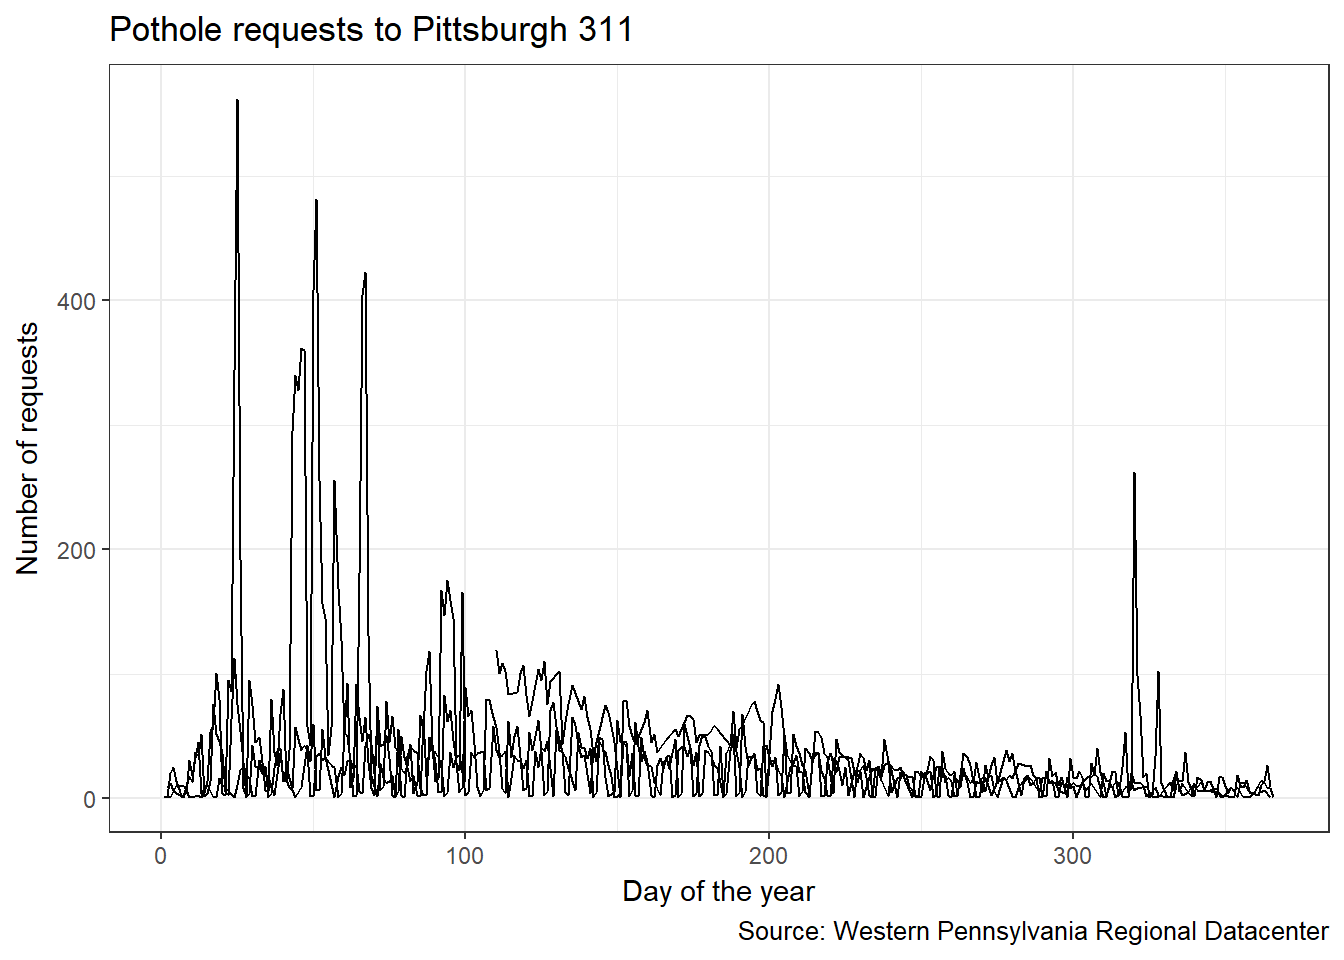 Pothole requests to Pittsburgh 311
Number of requests
400
200
0
0 100 200 300
Day of the year
Source: Western Pennsylvania Regional Datacenter